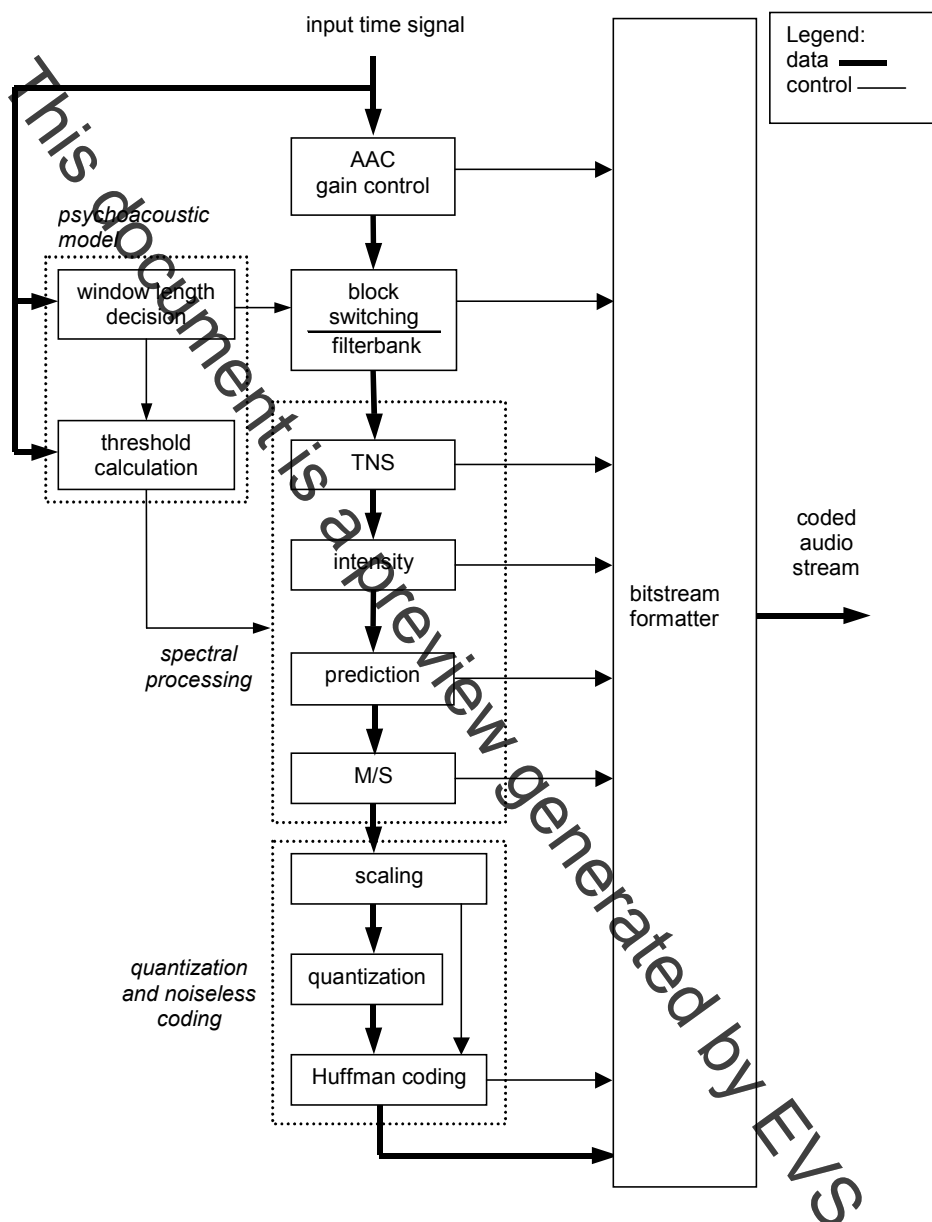 input time signal
Legend:
data
control
AAC
gain control
psychoacoustic
model
window length
decision
block
switching
filterbank
threshold
calculation
TNS
intensity
coded
audio
stream
bitstream
formatter
spectral
processing
prediction
M/S
scaling
quantization
and noiseless
coding
quantization
Huffman coding
This document is a preview generated by EVS